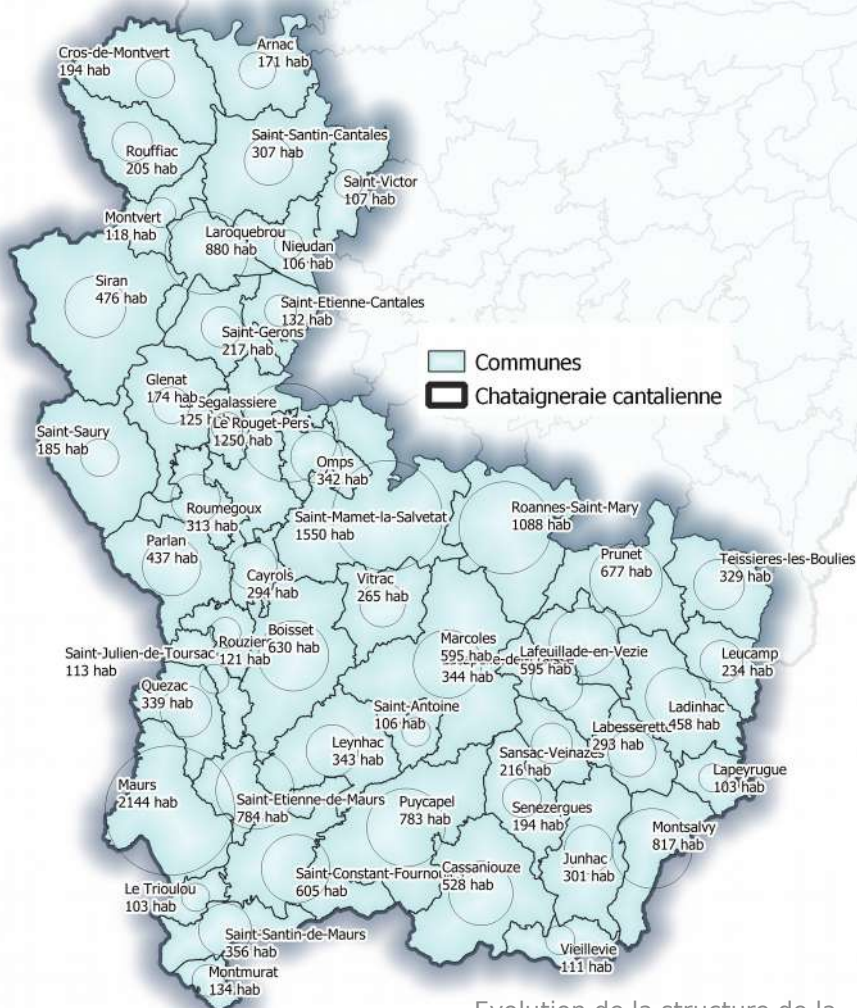 Cros-de-Montvert
194 hab
Arnac
171 hab
Rouffiac
205 hab
Saint-Santin-Cantales
307 hab
Saint-Victor
107 hab
Montvert
118 hab
Laroquebrou
880 hab
Nieudan
106 hab
Siran
476 hab
Saint-Etienne-Cantales
132 hab
Saint-Gerons
217 hab
Communes
Chataigneraie cantalienne
Glenat
174 hab
Segalassiere
125
Le Rouget-Pers
1250 hab
Saint-Saury
185 hab
Omps
342 hab
Roumegoux
313 hab
Saint-Mamet-la-Salvetat
1550 hab
Roannes-Saint-Mary
1088 hab
Parlan
437 hab
Cayrols
294 hab
Vitrac
265 hab
Prunet
677 hab
Teissieres-les-Boulies
329 hab
Saint-Julien-de-Toursac
113 hab
Rouziers
121 hab
Boisset
630 hab
Marcoles
595 hab
344 hab
Lafeuillade-en-Vezie
595 hab
Leucamp
234 hab
Quezac
339 hab
Saint-Antoine
106 hab
Ladinhac
458 hab
Leynhac
343 hab
Labesserette
293 hab
Sansac-Veinazes
216 hab
Lapeyrugue
103 hab
Maurs
2144 hab
Saint-Etienne-de-Maurs
784 hab
Puycapel
783 hab
Senezergues
194 hab
Montsalvy
817 hab
Saint-Constant-Fournou
605 hab
Cassaniouze
528 hab
Junhac
301 hab
Le Trioulou
103 hab
Saint-Santin-de-Maurs
356 hab
Vieillevie
111 hab
Montmurat
134 hab
Evolution de la structure de la